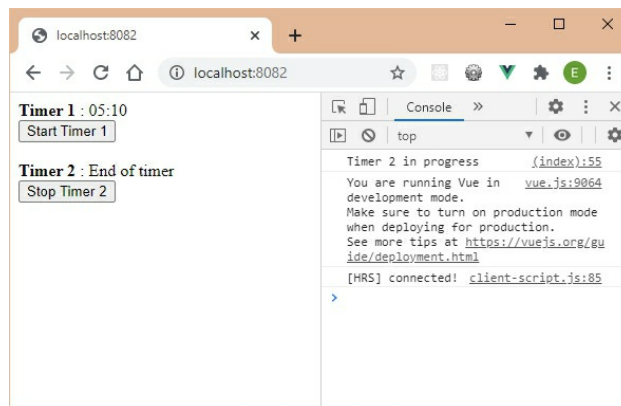 localhost:8082
localhost:8082
E
Timer 1 : 05:10
Start Timer 1
Timer 2 : End of timer
Stop Timer 2
Console
top
Timer 2 in progress (index):55
You are running Vue in vue.js:9064
development mode.
Make sure to turn on production mode
when deploying for production.
See more tips at https://vuejs.org/gu
ide/deployment.html
[HRS] connected! client-script.js:85